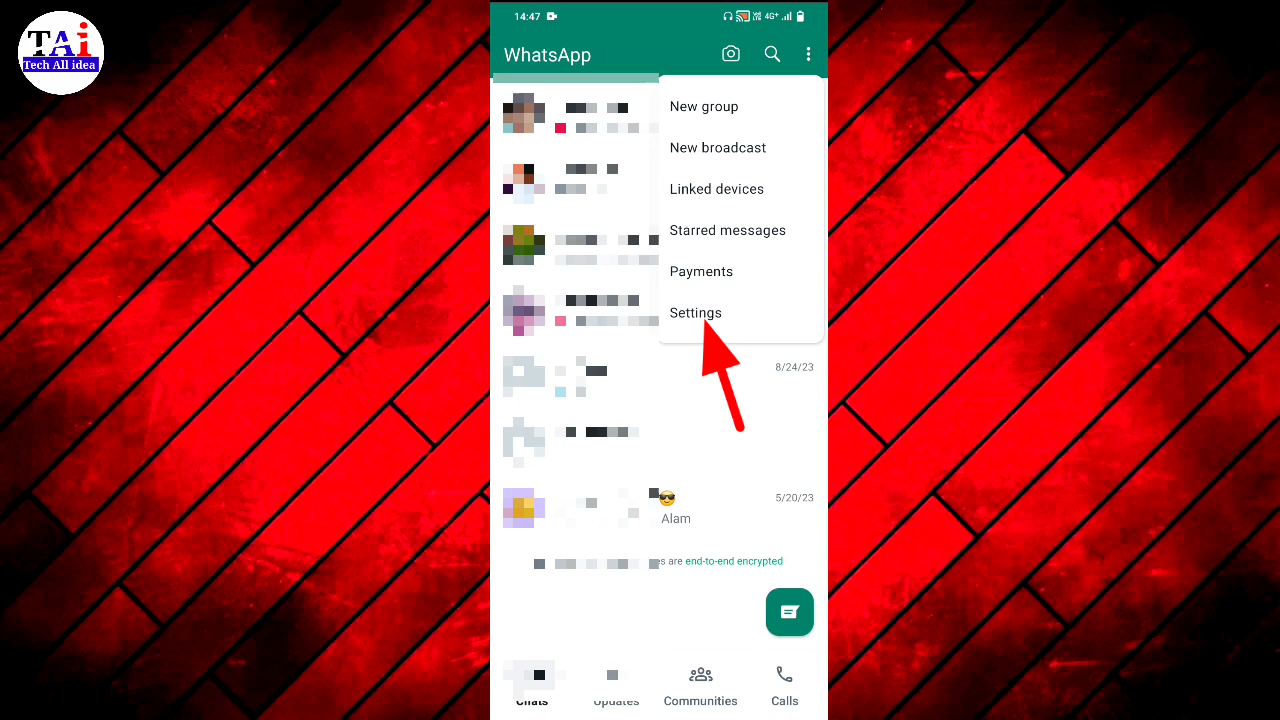 TAi
Tech All idea
14:47
4G+
WhatsApp
New group
New broadcast
Linked devices
Starred messages
Payments
Settings
8/24/23
😎
5/20/23
Alam
es are end-to-end encrypted
Chats
Updates
Communities
Calls